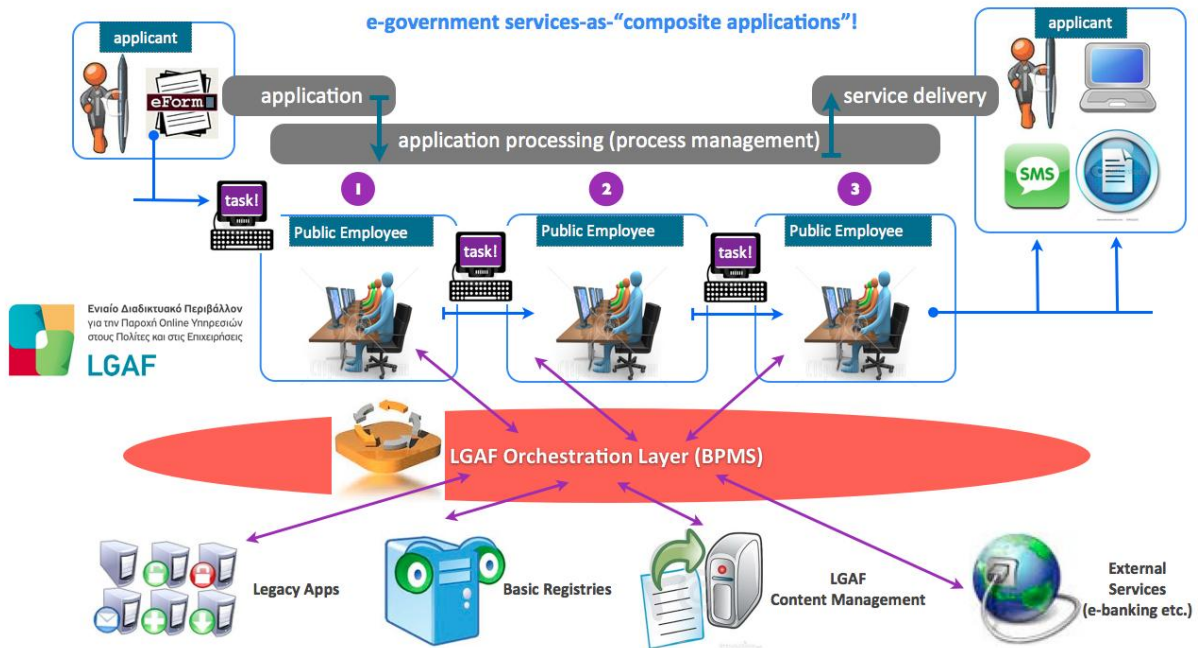 e-government services-as-“composite applications”!
applicant
eForm
application
service delivery
applicant
application processing (process management)
SMS
1
2
3
task!
Public Employee
task!
Public Employee
task!
Public Employee
Ενιαίο Διαδικτυακό Περιβάλλον
για την Παροχή Online Υπηρεσιών
στους Πολίτες και στις Επιχειρήσεις
LGAF
LGAF Orchestration Layer (BPMS)
Legacy Apps
Basic Registries
LGAF
Content Management
External
Services
(e-banking etc.)